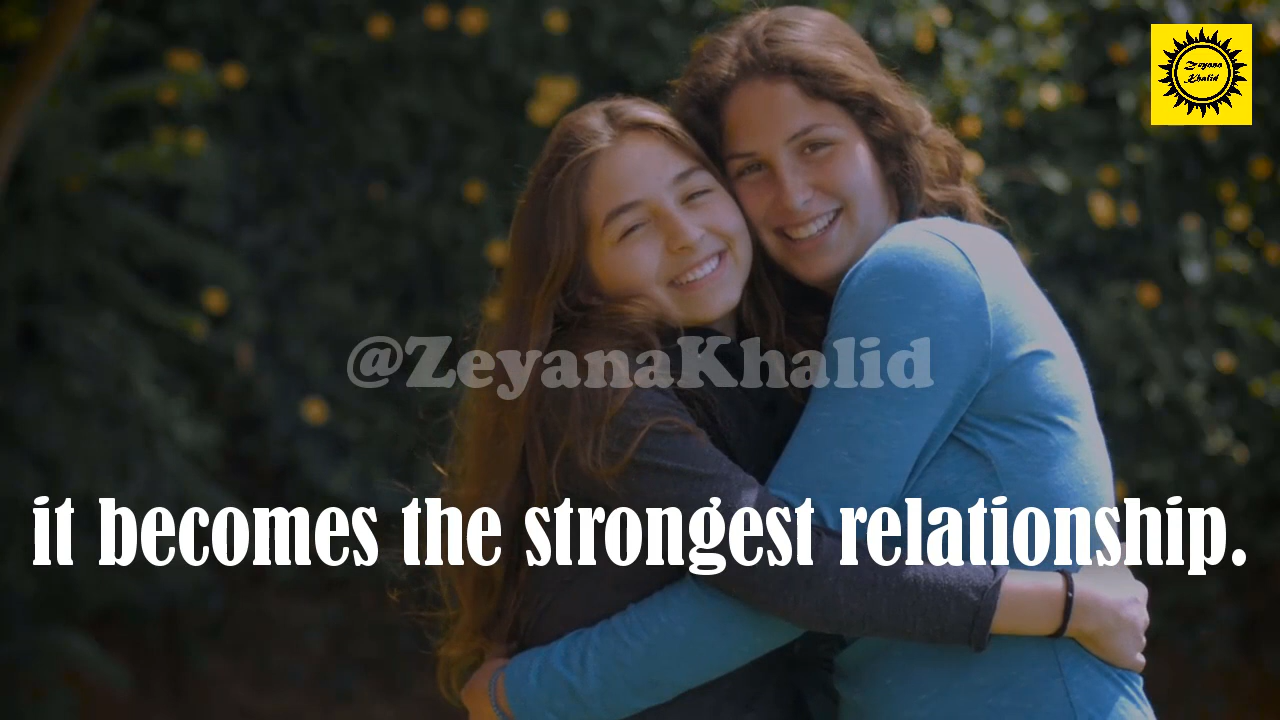 Zeyana
Khalid
@ZeyanaKhalid
it becomes the strongest relationship.